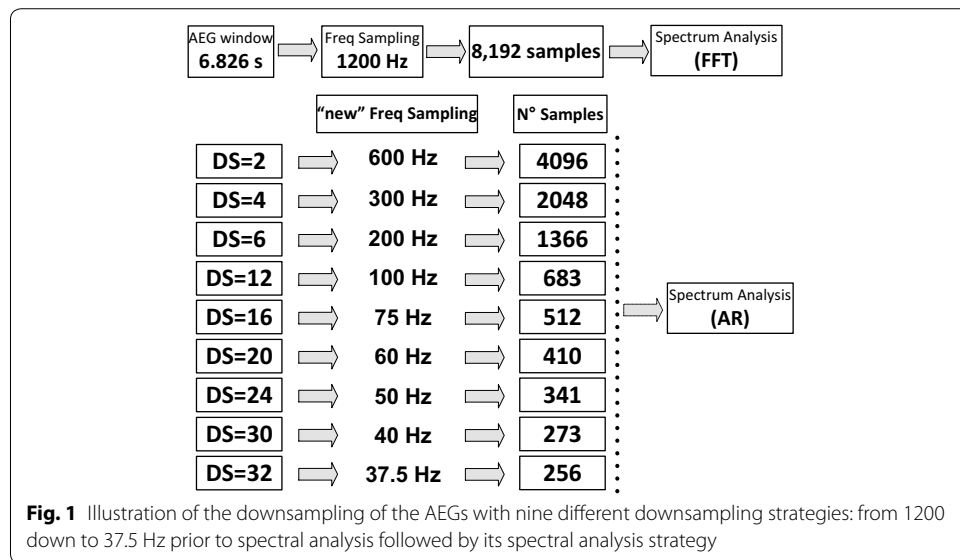 AEG window
6.826 s
Freq Sampling
1200 Hz
8,192 samples
Spectrum Analysis
(FFT)
"new" Freq Sampling
N° Samples
DS=2 600 Hz 4096
DS=4 300 Hz 2048
DS=6 200 Hz 1366
DS=12 100 Hz 683
DS=16 75 Hz 512
DS=20 60 Hz 410
DS=24 50 Hz 341
DS=30 40 Hz 273
DS=32 37.5 Hz 256
Spectrum Analysis
(AR)
Fig. 1 Illustration of the downsampling of the AEGs with nine different downsampling strategies: from 1200
down to 37.5 Hz prior to spectral analysis followed by its spectral analysis strategy